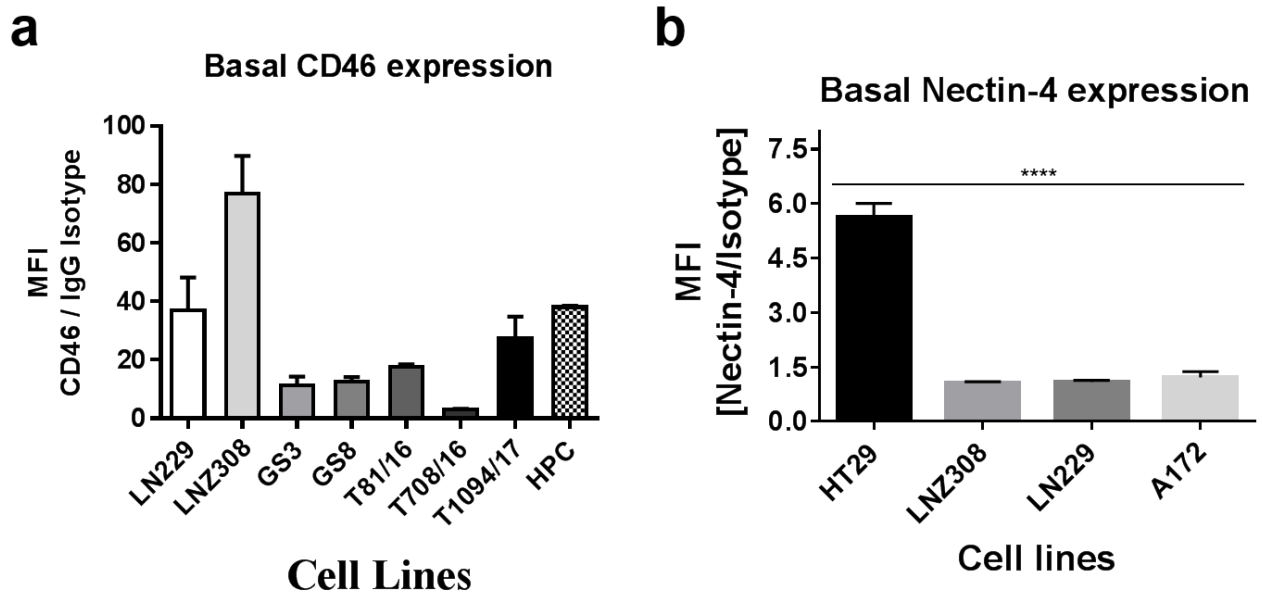 a
Basal CD46 expression
MFI
CD46 / IgG Isotype
100
80
60
40
20
0
LN229
LNZ308
GS3
GS8
T81/16
T708/16
T1094/17
HPC
Cell Lines
b
Basal Nectin-4 expression
MFI
[Nectin-4/Isotype]
7.5
6.0
4.5
3.0
1.5
0.0
****
HT29
LNZ308
LN229
A172
Cell lines